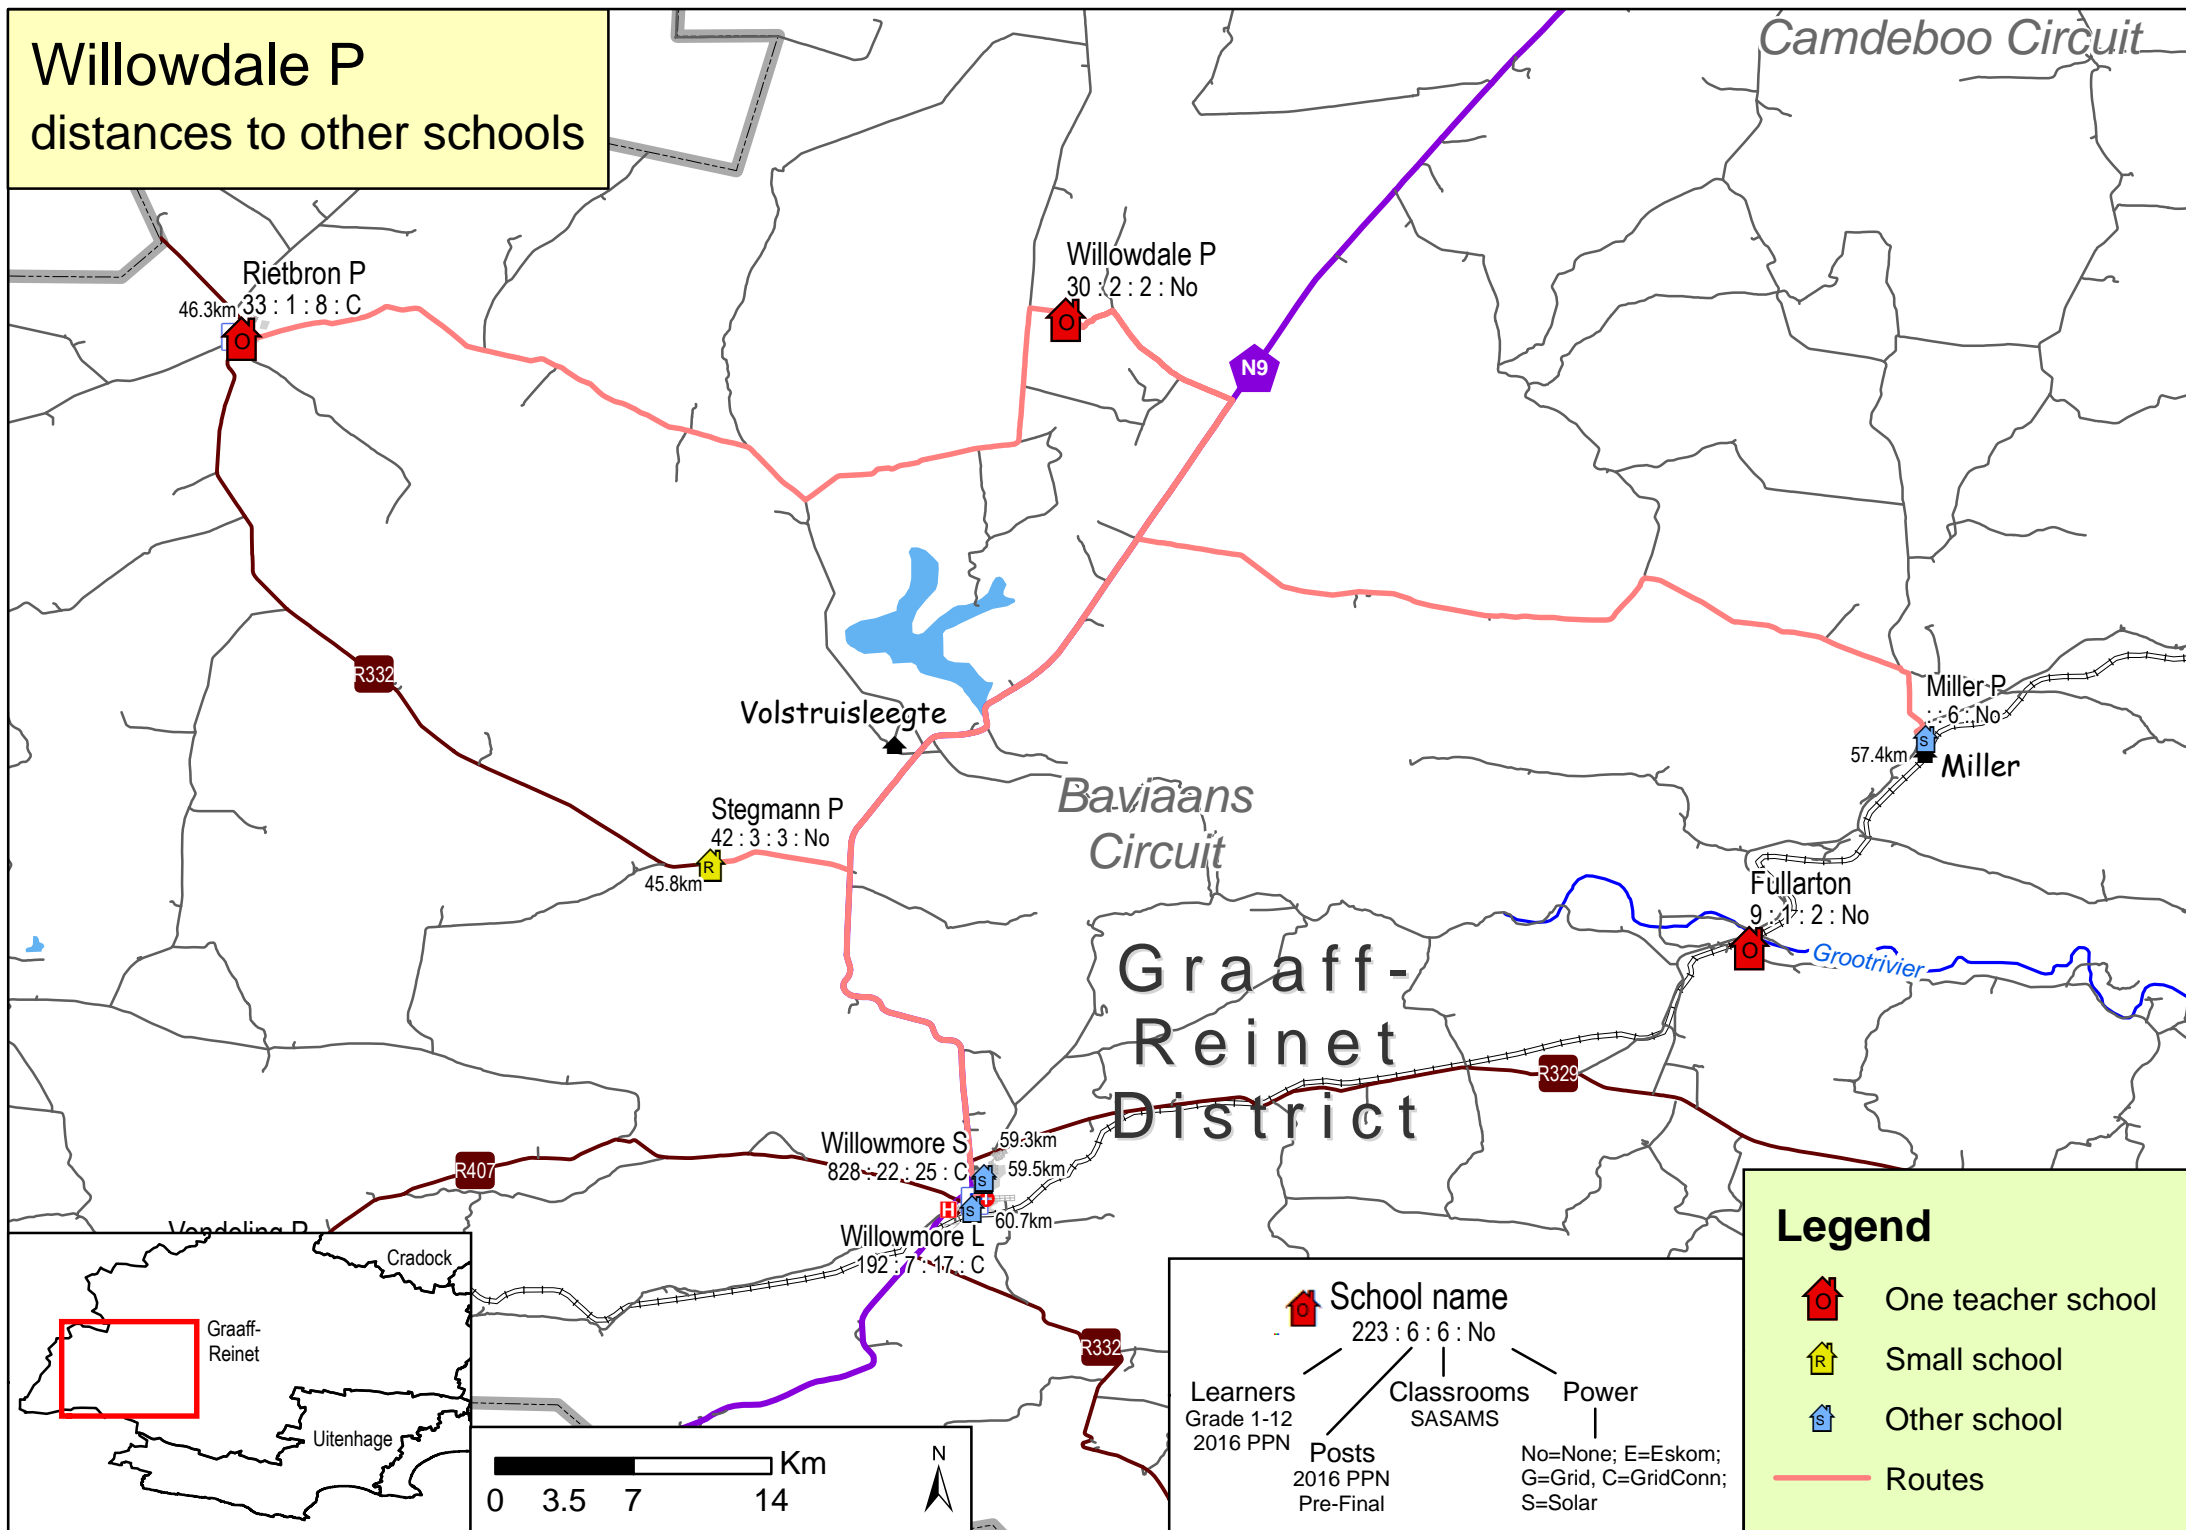 Willowdale P
distances to other schools
Camdeboo Circuit
Willowdale P
30 : 2 : 2 : No
Rietbron P
46.3km
33 : 1 : 8 : C
O
O
N9
R332
Volstruisleegte
Miller P
: : 6 : No
S
57.4km
Miller
Baviaans
Circuit
Stegmann P
42 : 3 : 3 : No
R
45.8km
Fullarton
9 : 1 : 2 : No
O
Grootrivier
Graaff-
Reinet
District
R329
Willowmore S
59.3km
828 : 22 : 25 : C
59.5km
R407
S
H
S
60.7km
Willowmore L
192 : 7 : 17 : C
R332
Cradock
Graaff-
Reinet
Uitenhage
Km
0 3.5 7 14
N
O
School name
223 : 6 : 6 : No
Learners
Grade 1-12
2016 PPN
Posts
2016 PPN
Pre-Final
Classrooms
SASAMS
Power
No=None; E=Eskom;
G=Grid, C=GridConn;
S=Solar
Legend
O
One teacher school
R
Small school
S
Other school
Routes